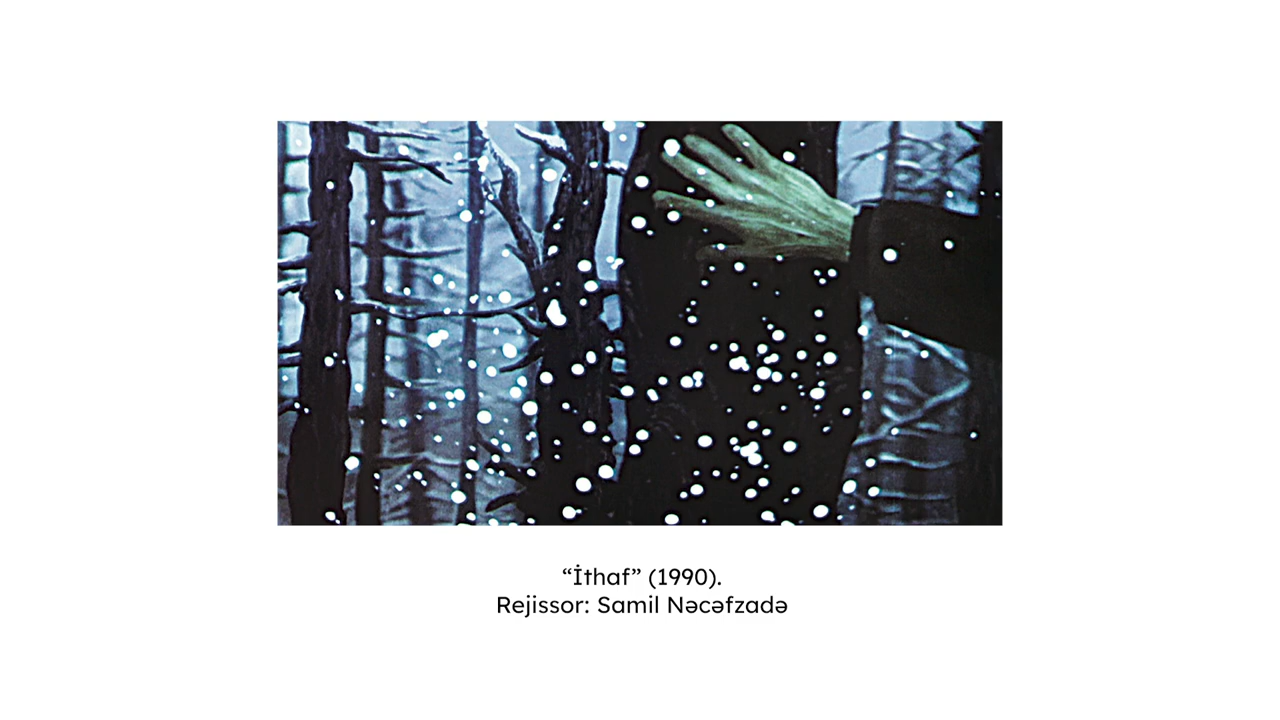 “İthaf” (1990).
Rejissor: Samil Nəcəfzadə